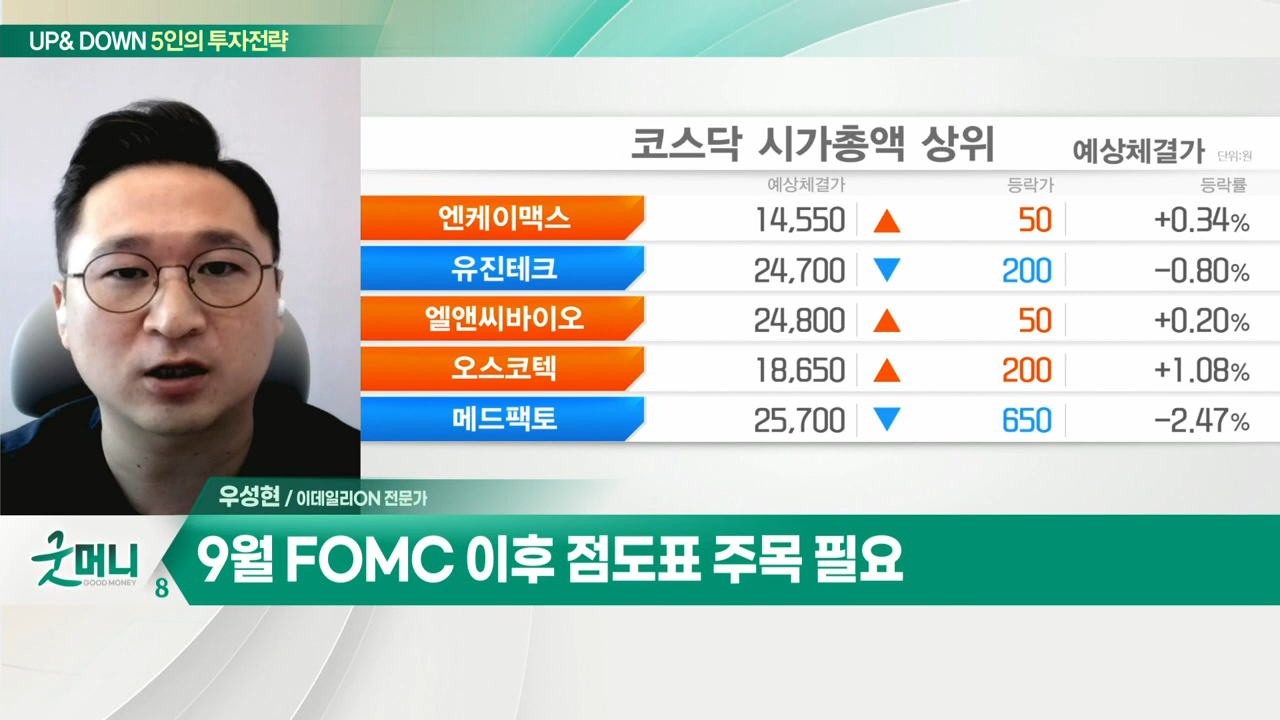 UP& DOWN 5인의 투자전략
코스닥 시가총액 상위 예상체결가 단위:원
예상체결가 등락가 등락률
엔케이맥스 14,550 ▲ 50 +0.34%
유진테크 24,700 ▼ 200 -0.80%
엘앤씨바이오 24,800 ▲ 50 +0.20%
오스코텍 18,650 ▲ 200 +1.08%
메드팩토 25,700 ▼ 650 -2.47%
우성현 / 이데일리ON 전문가
굿머니
GOOD MONEY
8
9월 FOMC 이후 점도표 주목 필요